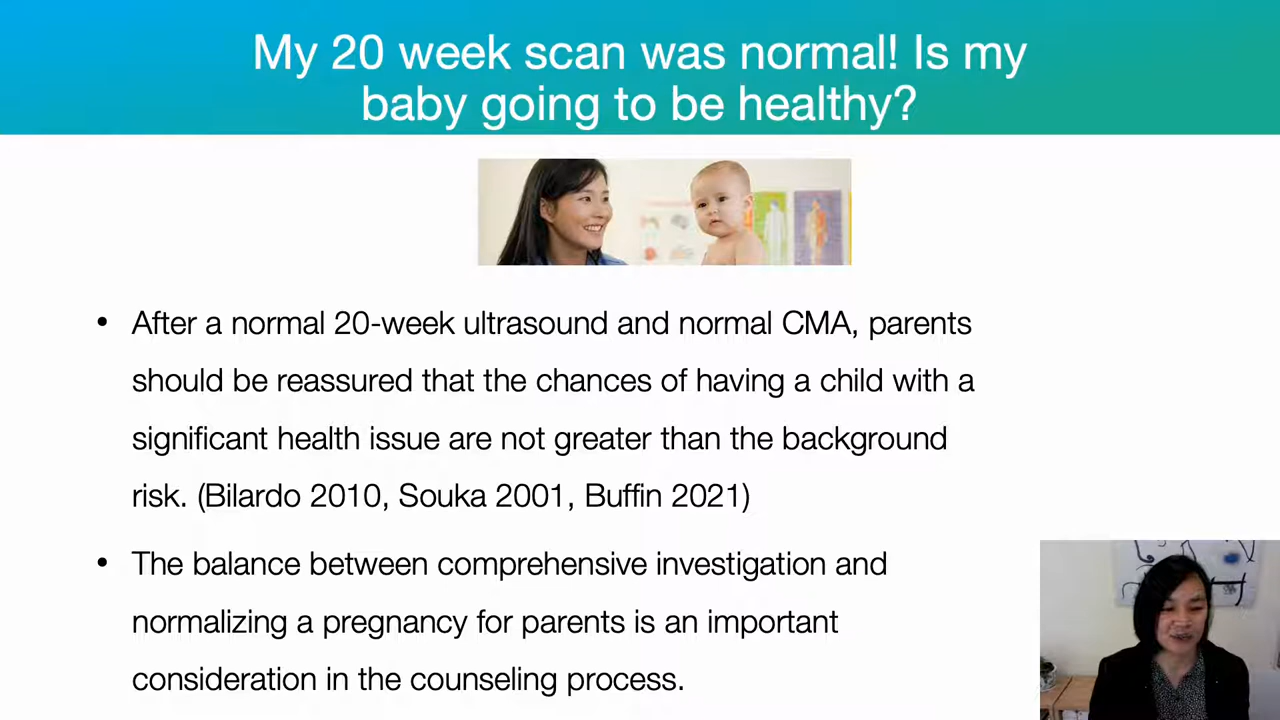 My 20 week scan was normal! Is my
baby going to be healthy?
• After a normal 20-week ultrasound and normal CMA, parents
should be reassured that the chances of having a child with a
significant health issue are not greater than the background
risk. (Bilardo 2010, Souka 2001, Buffin 2021)
• The balance between comprehensive investigation and
normalizing a pregnancy for parents is an important
consideration in the counseling process.